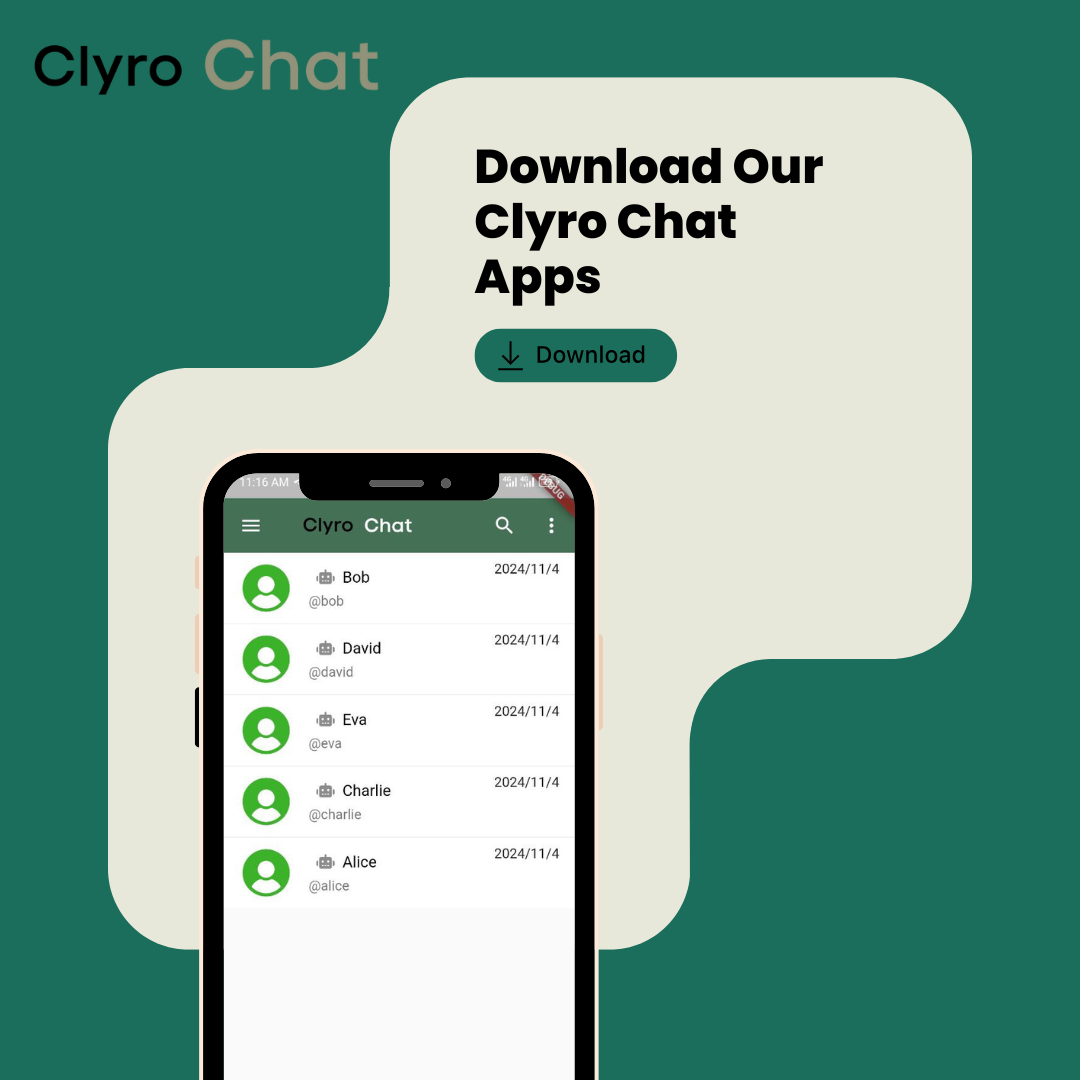 Clyro Chat
Download Our
Clyro Chat
Apps
Download
11:16 AM
DEBUG
Clyro Chat
Bob
2024/11/4
@bob
David
2024/11/4
@david
Eva
2024/11/4
@eva
Charlie
2024/11/4
@charlie
Alice
2024/11/4
@alice